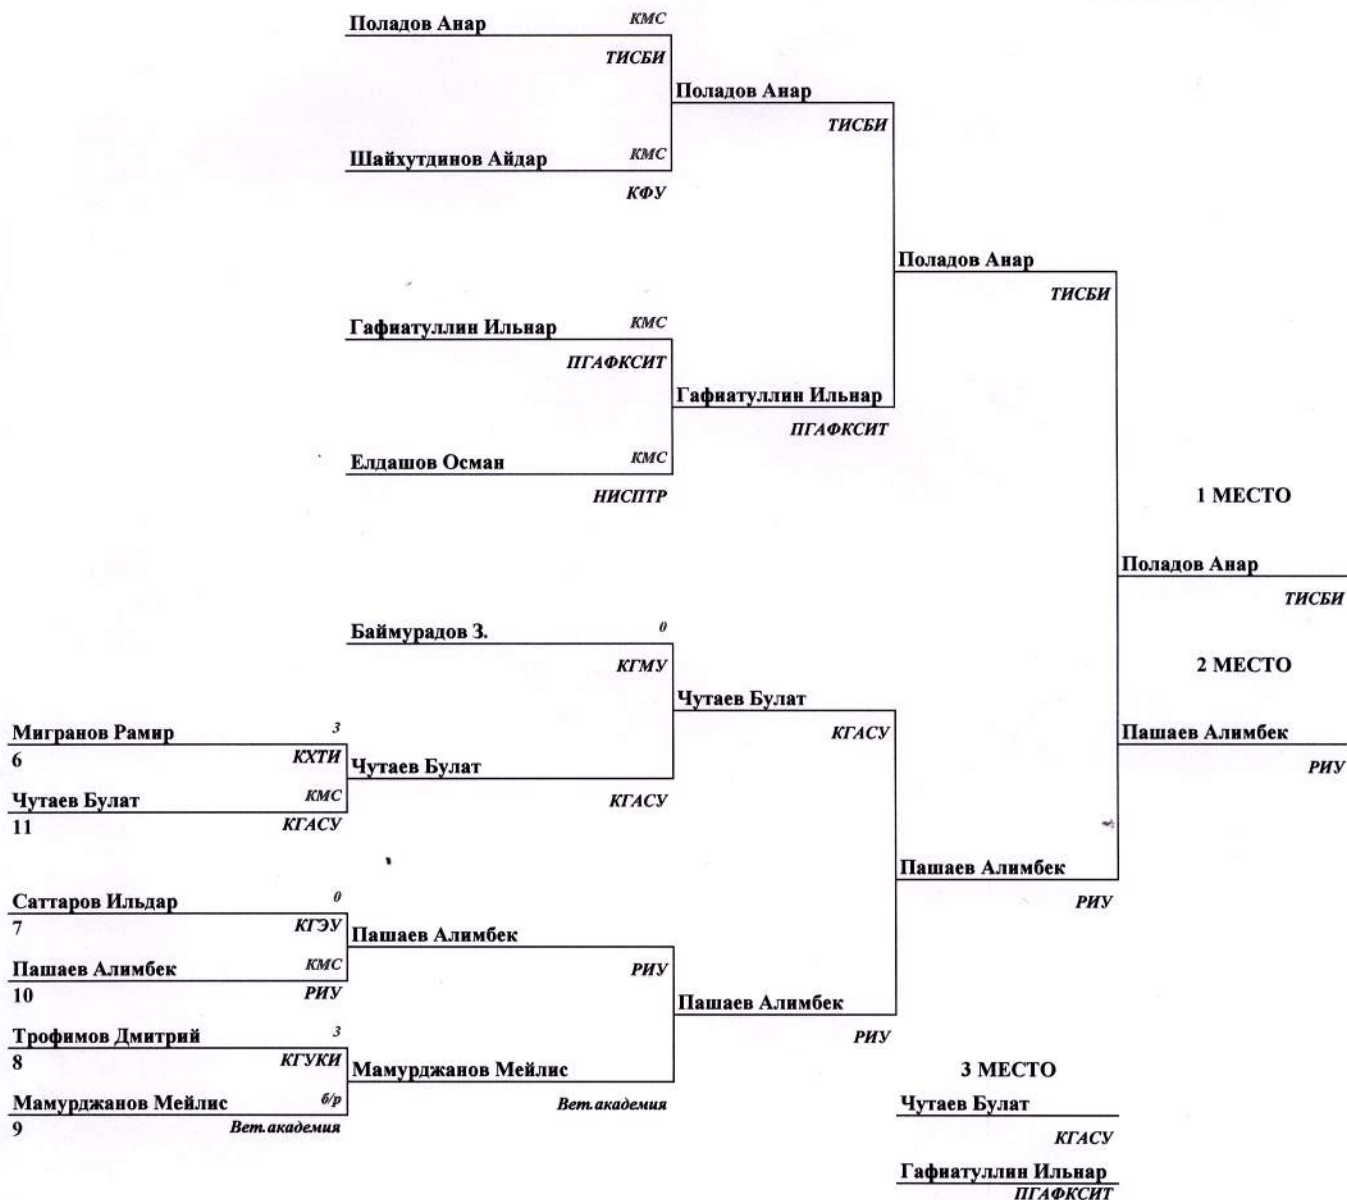 Поладов Анар КМС
ТИСБИ
Поладов Анар
ТИСБИ
Шайхутдинов Айдар КМС
КФУ
Поладов Анар
ТИСБИ
Гафиатуллин Ильнар КМС
ПГАФКСИТ
Гафиатуллин Ильнар
ПГАФКСИТ
Елдашов Осман КМС
НИСПТР
1 МЕСТО
Поладов Анар
ТИСБИ
Баймурадов З. 0
КГМУ
2 МЕСТО
Чутаев Булат
КГАСУ
Мигранов Рамир 3
6 КХТИ
Пашаев Алимбек
РИУ
Чутаев Булат
КГАСУ
Чутаев Булат КМС
11 КГАСУ
Пашаев Алимбек
РИУ
Саттаров Ильдар 0
7 КГЭУ
Пашаев Алимбек
РИУ
Пашаев Алимбек КМС
10 РИУ
Пашаев Алимбек
РИУ
Трофимов Дмитрий 3
8 КГУКИ
Мамурджанов Мейлис
Вет.академия
3 МЕСТО
Мамурджанов Мейлис б/р
9 Вет.академия
Чутаев Булат
КГАСУ
Гафиатуллин Ильнар
ПГАФКСИТ